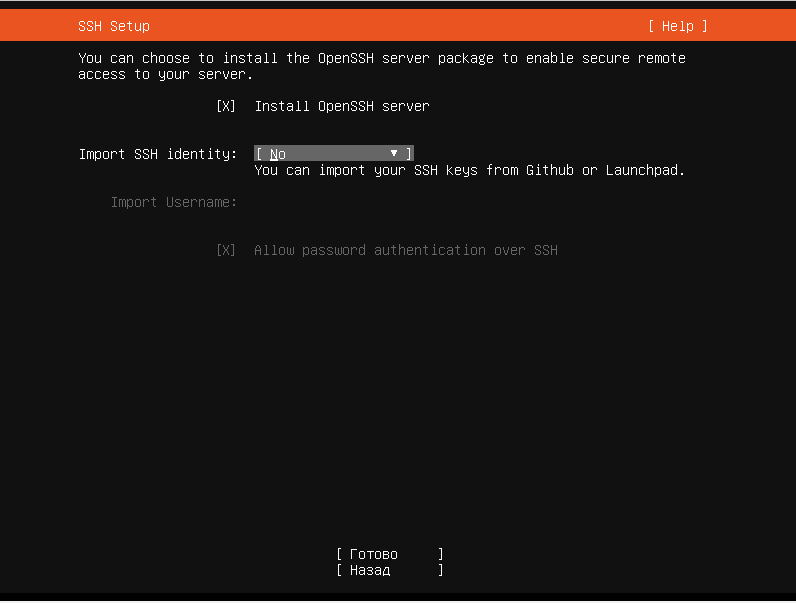 SSH Setup [ Help ]
You can choose to install the OpenSSH server package to enable secure remote
access to your server.
[X] Install OpenSSH server
Import SSH identity: [ No ▼ ]
You can import your SSH keys from Github or Launchpad.
Import Username:
[X] Allow password authentication over SSH
[ Готово ]
[ Назад ]